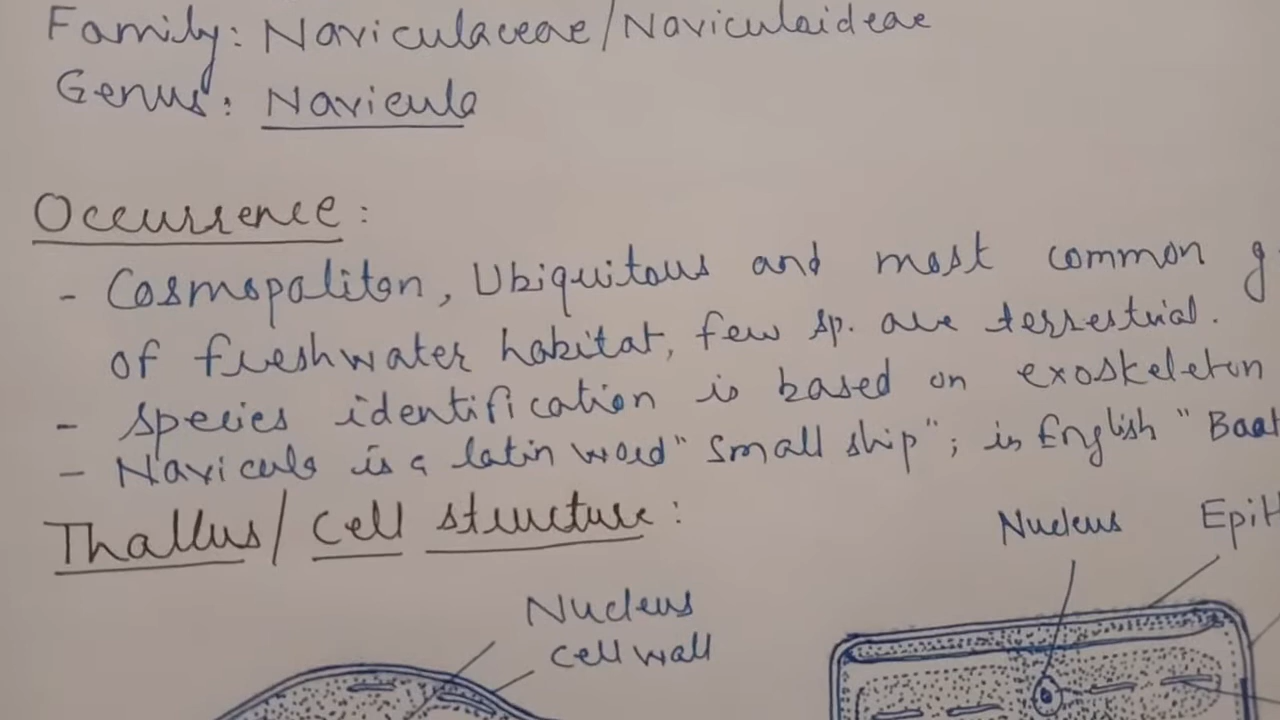 Family: Naviculaceae/Naviculoideae
Genus: Navicula
Occurrence:
- Cosmopoliton, Ubiquitous and most common g
of freshwater habitat, few sp. are terrestrial.
- Species identification is based on exoskeleton
- Navicula is a latin word "small ship"; in English "Boat
Thallus/Cell structure:
Nucleus EpiH
Nucleus
cell wall